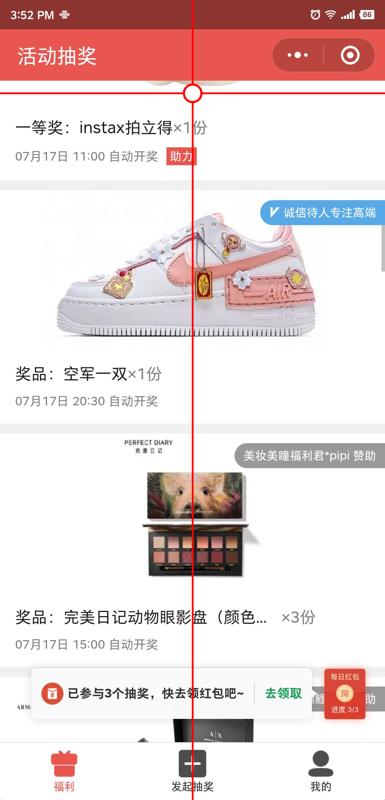 3:52 PM
86
活动抽奖
一等奖：instax拍立得×1份
07月17日 11:00 自动开奖 助力
诚信待人专注高端
AIR
奖品：空军一双×1份
07月17日 20:30 自动开奖
PERFECT DIARY
完美日记
美妆美瞳福利君*pipi 赞助
奖品：完美日记动物眼影盘（颜色... ×3份
07月17日 15:00 自动开奖
每日红包
已参与3个抽奖，快去领红包吧~ 去领取
助
进度 3/3
A|X
福利
发起抽奖
我的